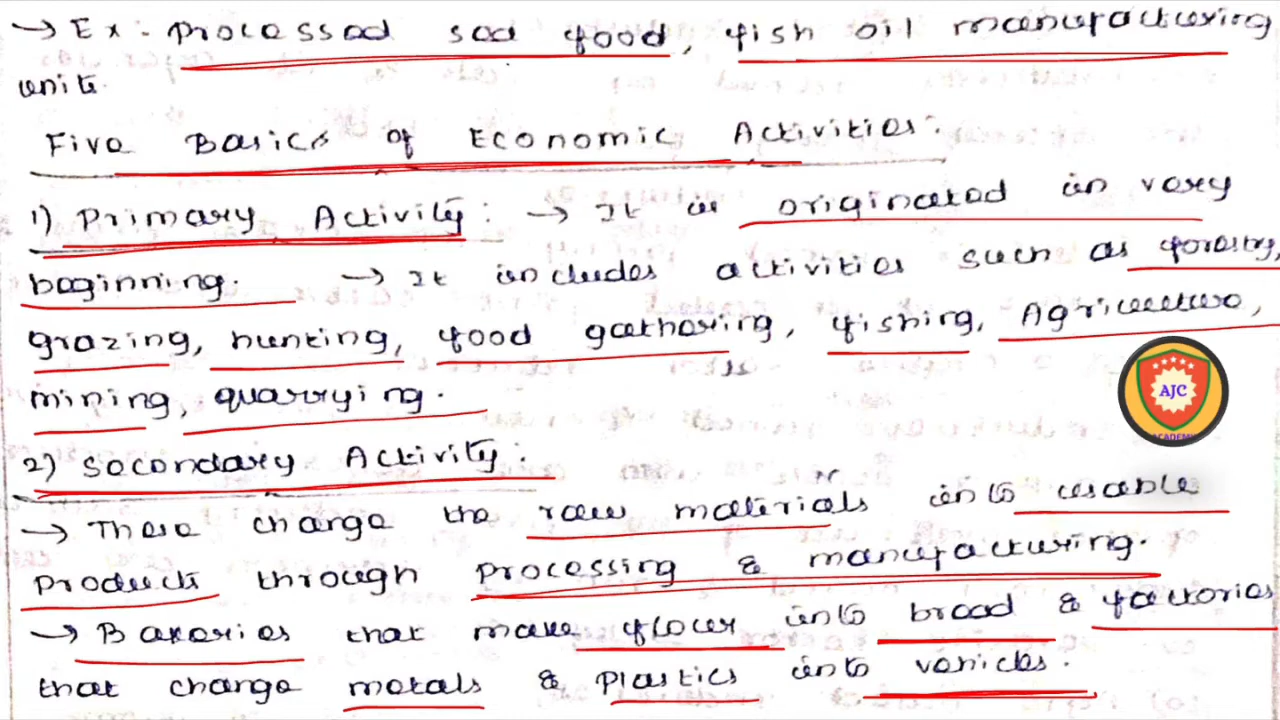 → Ex: Processed sea food, fish oil manufacturing
units.
Five Basics of Economic Activities:
1) Primary Activity: → It is originated in very
beginning. → It includes activities such as forestry,
grazing, hunting, food gathering, fishing, Agriculture,
mining, quarrying.
2) Secondary Activity:
→ These change the raw materials into usable
Products through processing & manufacturing.
→ Bakeries that make flour into bread & factories
that change metals & Plastics into vehicles.
AJC
ACADEMY